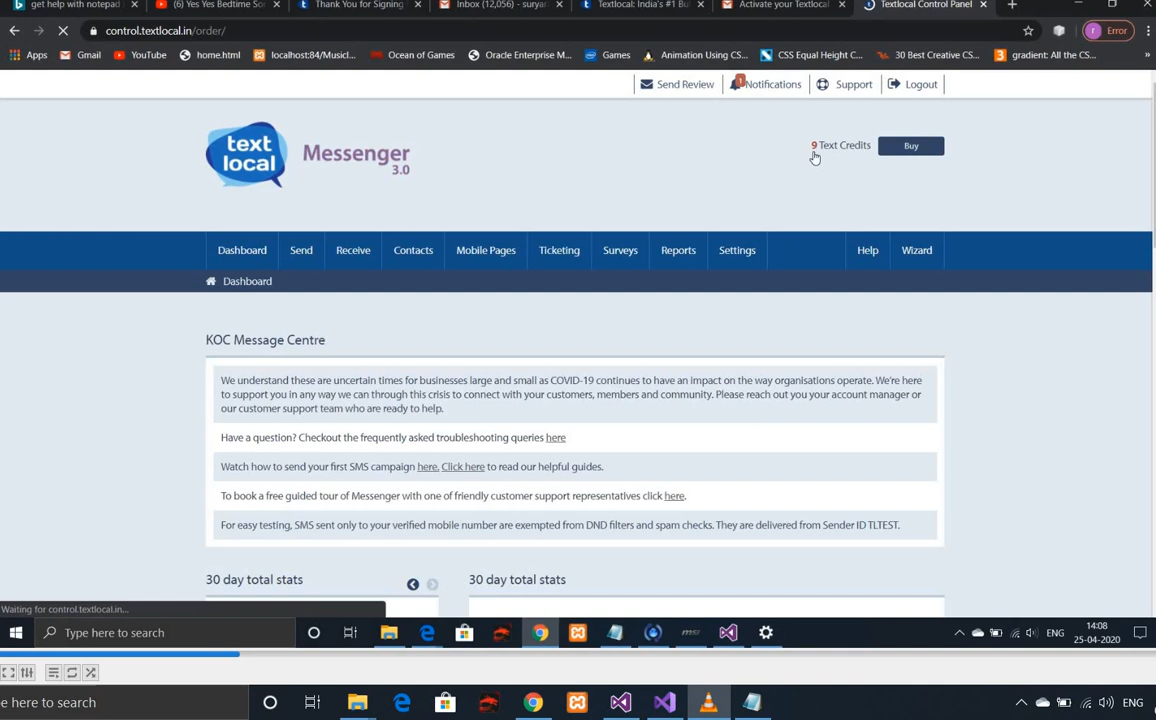 get help with notepad
(6) Yes Yes Bedtime So
Thank You for Signing
Inbox (12,056) - surya
Textlocal: India's #1 Bu
Activate your Textlocal
Textlocal Control Panel
control.textlocal.in/order/
r Error
Apps
Gmail
YouTube
home.html
localhost:84/Musicl...
Ocean of Games
Oracle Enterprise M...
Games
Animation Using CS...
CSS Equal Height C...
30 Best Creative CS...
gradient: All the CS...
»
Send Review
1 Notifications
Support
Logout
text local
Messenger 3.0
9 Text Credits
Buy
Dashboard
Send
Receive
Contacts
Mobile Pages
Ticketing
Surveys
Reports
Settings
Help
Wizard
Dashboard
KOC Message Centre
We understand these are uncertain times for businesses large and small as COVID-19 continues to have an impact on the way organisations operate. We're here
to support you in any way we can through this crisis to connect with your customers, members and community. Please reach out you your account manager or
our customer support team who are ready to help.
Have a question? Checkout the frequently asked troubleshooting queries here
Watch how to send your first SMS campaign here. Click here to read our helpful guides.
To book a free guided tour of Messenger with one of friendly customer support representatives click here.
For easy testing, SMS sent only to your verified mobile number are exempted from DND filters and spam checks. They are delivered from Sender ID TLTEST.
30 day total stats
30 day total stats
Waiting for control.textlocal.in...
Type here to search
msi
ENG
14:08
25-04-2020
e here to search
ENG